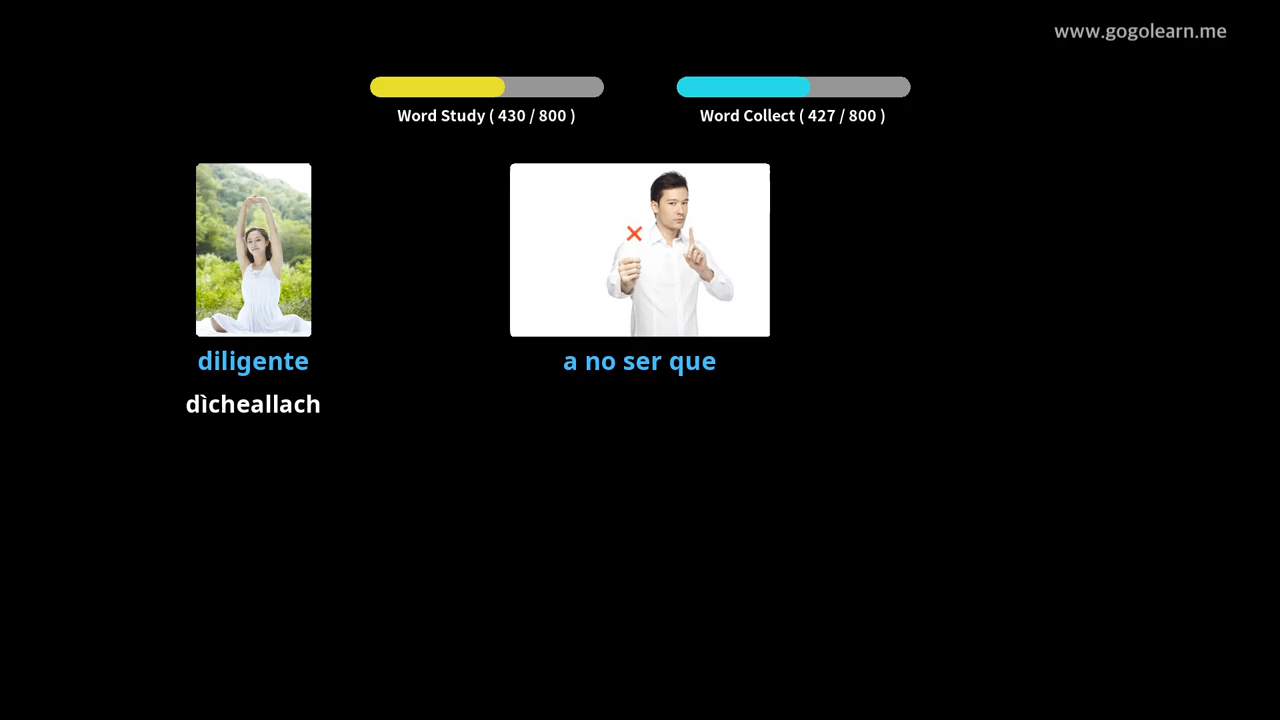 www.gogolearn.me
Word Study ( 430 / 800 )
Word Collect ( 427 / 800 )
diligente
dìcheallach
a no ser que